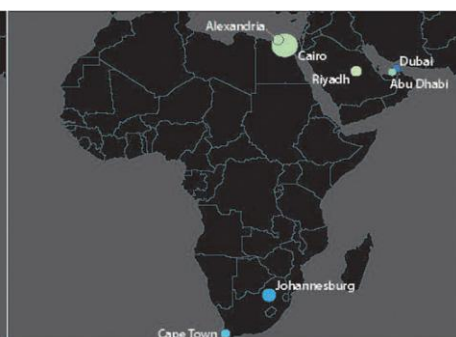 Alexandria
Cairo
Dubai
Riyadh
Abu Dhabi
Johannesburg
Cape Town